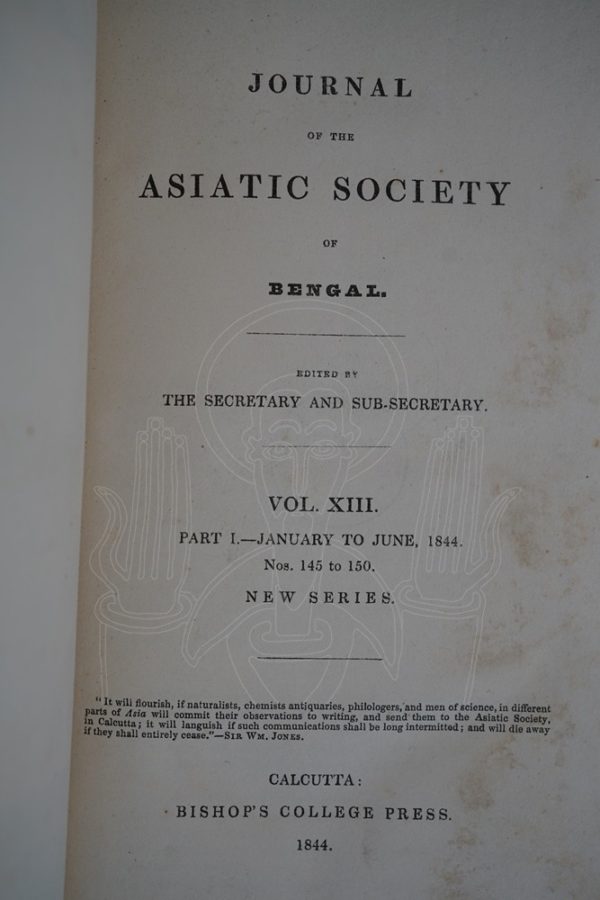 JOURNAL
OF THE
ASIATIC SOCIETY
OF
BENGAL.
EDITED BY
THE SECRETARY AND SUB-SECRETARY.
VOL. XIII.
PART I.—JANUARY TO JUNE, 1844.
Nos. 145 to 150.
NEW SERIES.
"It will flourish, if naturalists, chemists antiquaries, philologers, and men of science, in different
parts of Asia will commit their observations to writing, and send them to the Asiatic Society,
in Calcutta; it will languish if such communications shall be long intermitted; and will die away
if they shall entirely cease."—SIR WM. JONES.
CALCUTTA:
BISHOP'S COLLEGE PRESS.
1844.